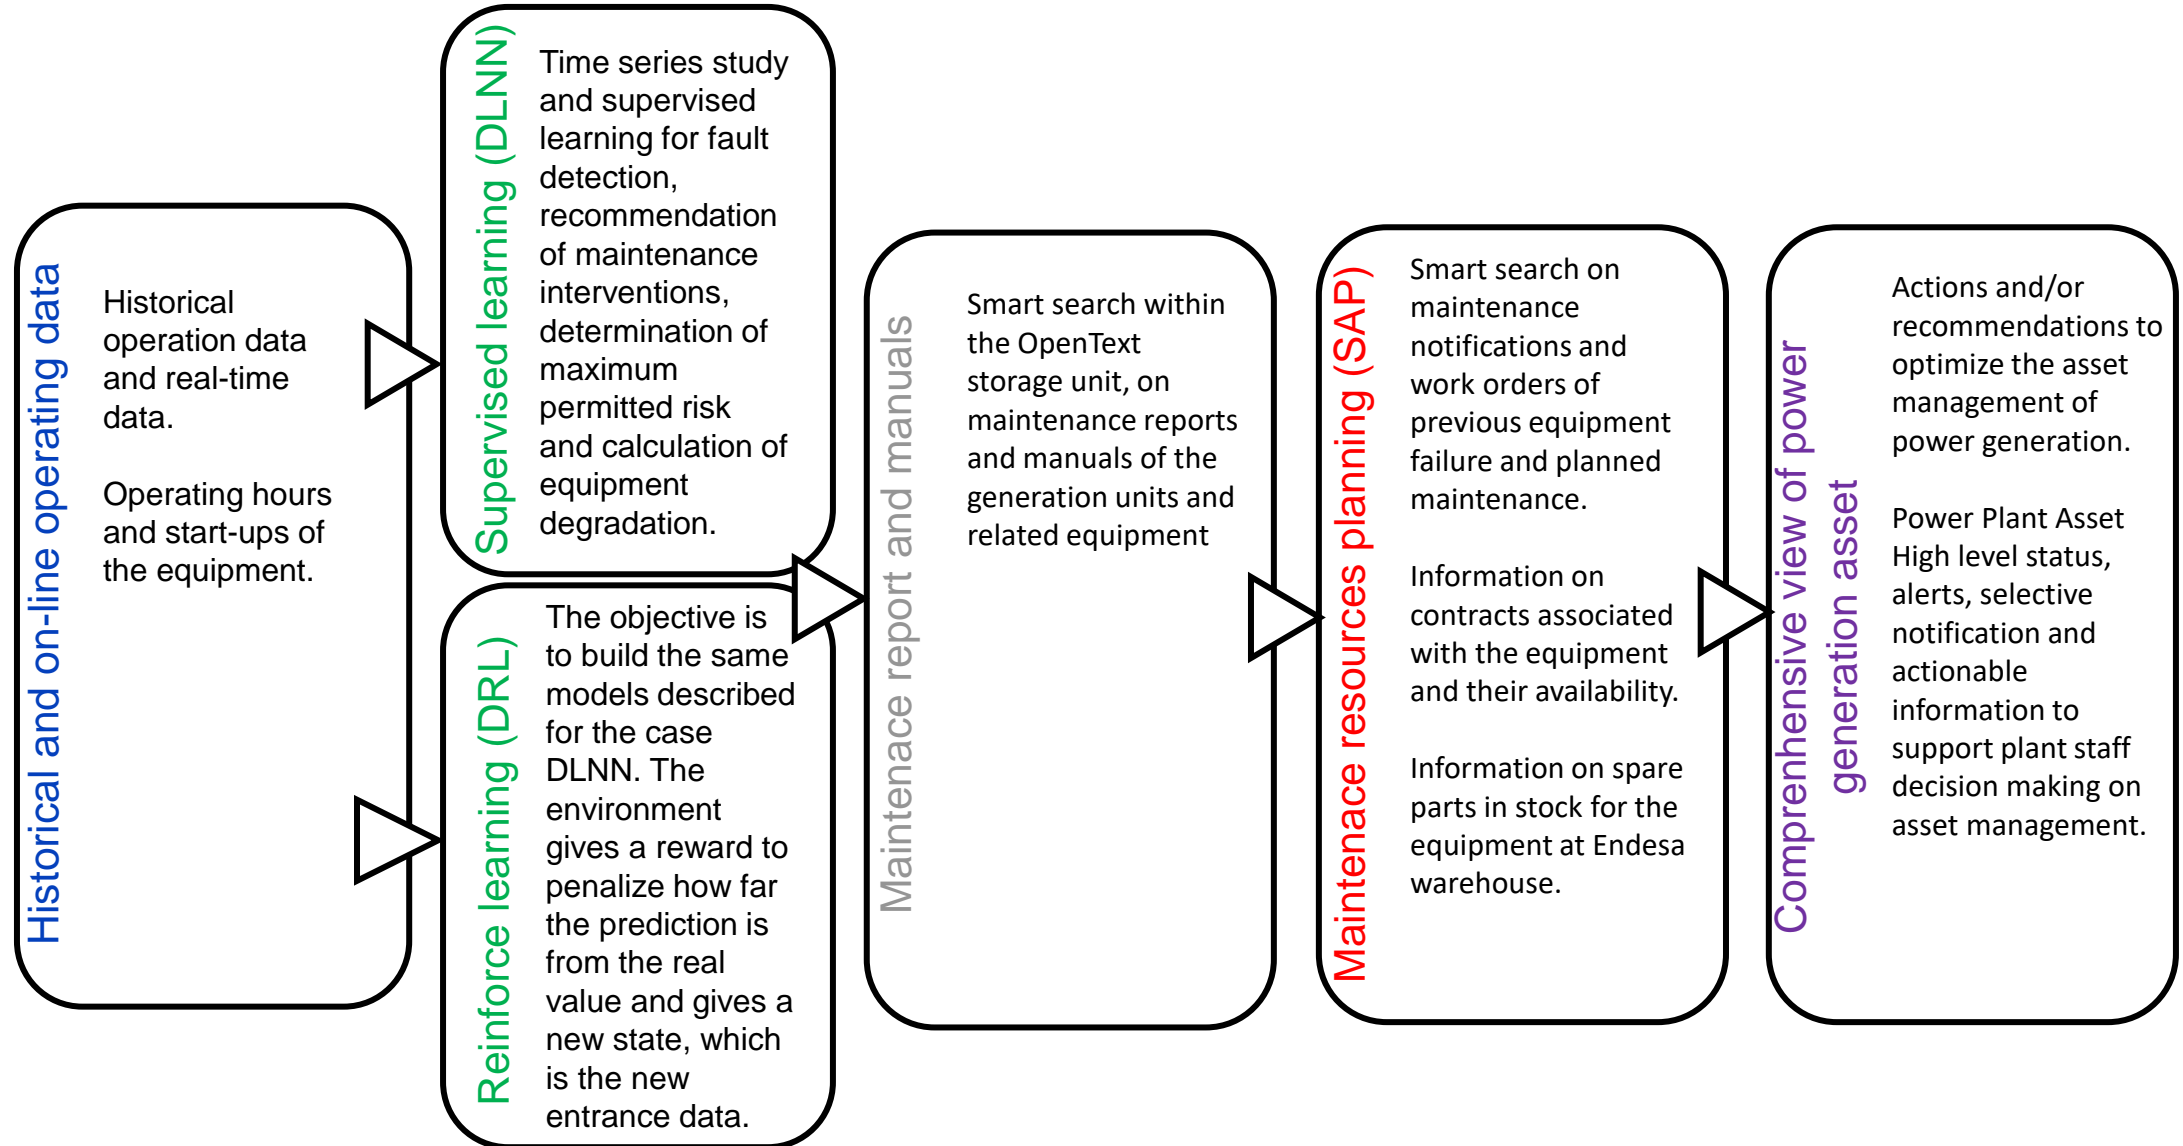 Historical and on-line operating data
Historical
operation data
and real-time
data.
Operating hours
and start-ups of
the equipment.
Supervised learning (DLNN)
Time series study
and supervised
learning for fault
detection,
recommendation
of maintenance
interventions,
determination of
maximum
permitted risk
and calculation of
equipment
degradation.
Reinforce learning (DRL)
The objective is
to build the same
models described
for the case
DLNN. The
environment
gives a reward to
penalize how far
the prediction is
from the real
value and gives a
new state, which
is the new
entrance data.
Maintenace report and manuals
Smart search within
the OpenText
storage unit, on
maintenance reports
and manuals of the
generation units and
related equipment
Maintenace resources planning (SAP)
Smart search on
maintenance
notifications and
work orders of
previous equipment
failure and planned
maintenance.
Information on
contracts associated
with the equipment
and their availability.
Information on spare
parts in stock for the
equipment at Endesa
warehouse.
Comprenhensive view of power
generation asset
Actions and/or
recommendations to
optimize the asset
management of
power generation.
Power Plant Asset
High level status,
alerts, selective
notification and
actionable
information to
support plant staff
decision making on
asset management.